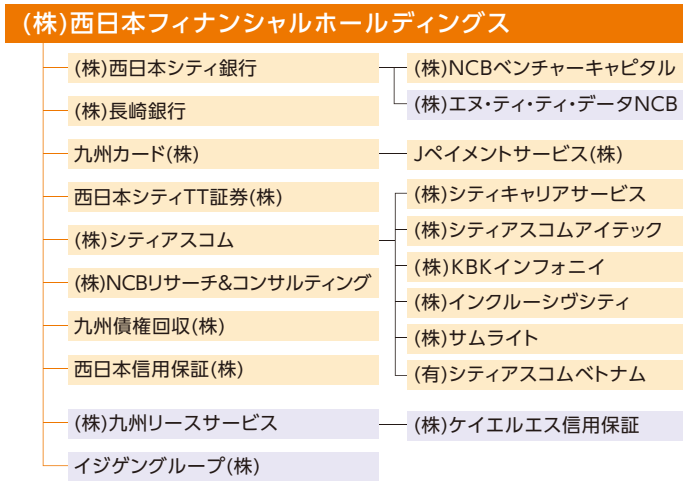 (株)西日本フィナンシャルホールディングス
(株)西日本シティ銀行
(株)NCBベンチャーキャピタル
(株)エヌ・ティ・ティ・データNCB
(株)長崎銀行
九州カード(株)
Jペイメントサービス(株)
西日本シティTT証券(株)
(株)シティアスコム
(株)シティキャリアサービス
(株)シティアスコムアイテック
(株)KBKインフォニイ
(株)インクルーシヴシティ
(株)サムライト
(有)シティアスコムベトナム
(株)NCBリサーチ&コンサルティング
九州債権回収(株)
西日本信用保証(株)
(株)九州リースサービス
(株)ケイエルエス信用保証
イジゲングループ(株)